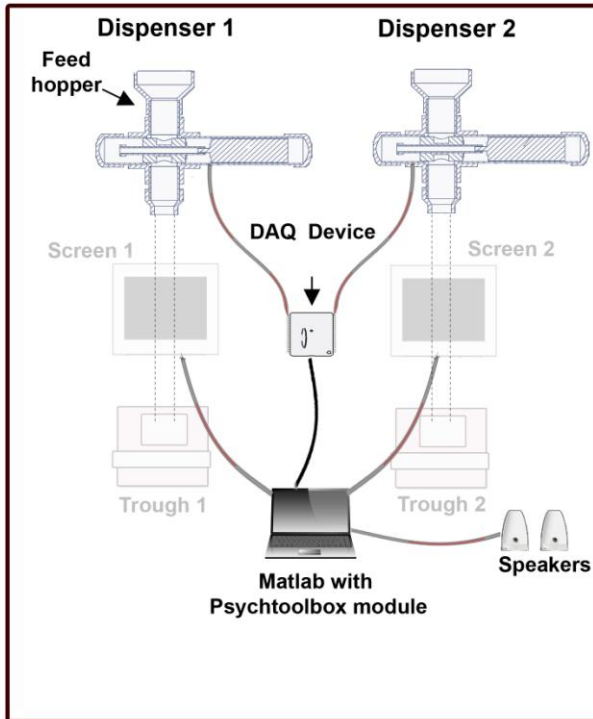 Dispenser 1
Dispenser 2
Feed
hopper
DAQ Device
Screen 1
Screen 2
Trough 1
Trough 2
Matlab with
Psychtoolbox module
Speakers